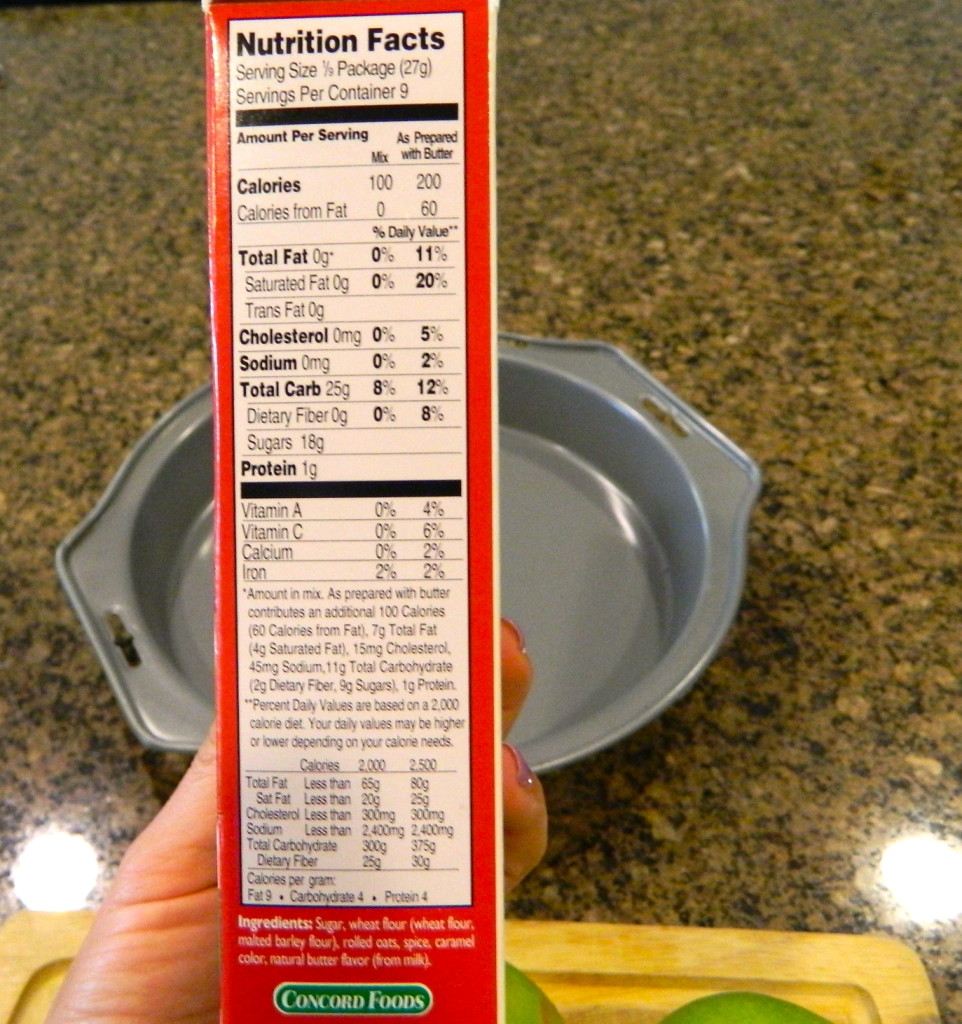 Nutrition Facts
Serving Size 1/9 Package (27g)
Servings Per Container 9
Amount Per Serving Mix As Prepared with Butter
Calories 100 200
Calories from Fat 0 60
% Daily Value**
Total Fat 0g* 0% 11%
Saturated Fat 0g 0% 20%
Trans Fat 0g
Cholesterol 0mg 0% 5%
Sodium 0mg 0% 2%
Total Carb 25g 8% 12%
Dietary Fiber 0g 0% 8%
Sugars 18g
Protein 1g
Vitamin A 0% 4%
Vitamin C 0% 6%
Calcium 0% 2%
Iron 2% 2%
*Amount in mix. As prepared with butter
contributes an additional 100 Calories
(60 Calories from Fat), 7g Total Fat
(4g Saturated Fat), 15mg Cholesterol,
45mg Sodium, 11g Total Carbohydrate
(2g Dietary Fiber, 9g Sugars), 1g Protein.
**Percent Daily Values are based on a 2,000
calorie diet. Your daily values may be higher
or lower depending on your calorie needs.
Calories 2,000 2,500
Total Fat Less than 65g 80g
Sat Fat Less than 20g 25g
Cholesterol Less than 300mg 300mg
Sodium Less than 2,400mg 2,400mg
Total Carbohydrate 300g 375g
Dietary Fiber 25g 30g
Calories per gram:
Fat 9 • Carbohydrate 4 • Protein 4
Ingredients: Sugar, wheat flour (wheat flour,
malted barley flour), rolled oats, spice, caramel
color, natural butter flavor (from milk).
CONCORD FOODS